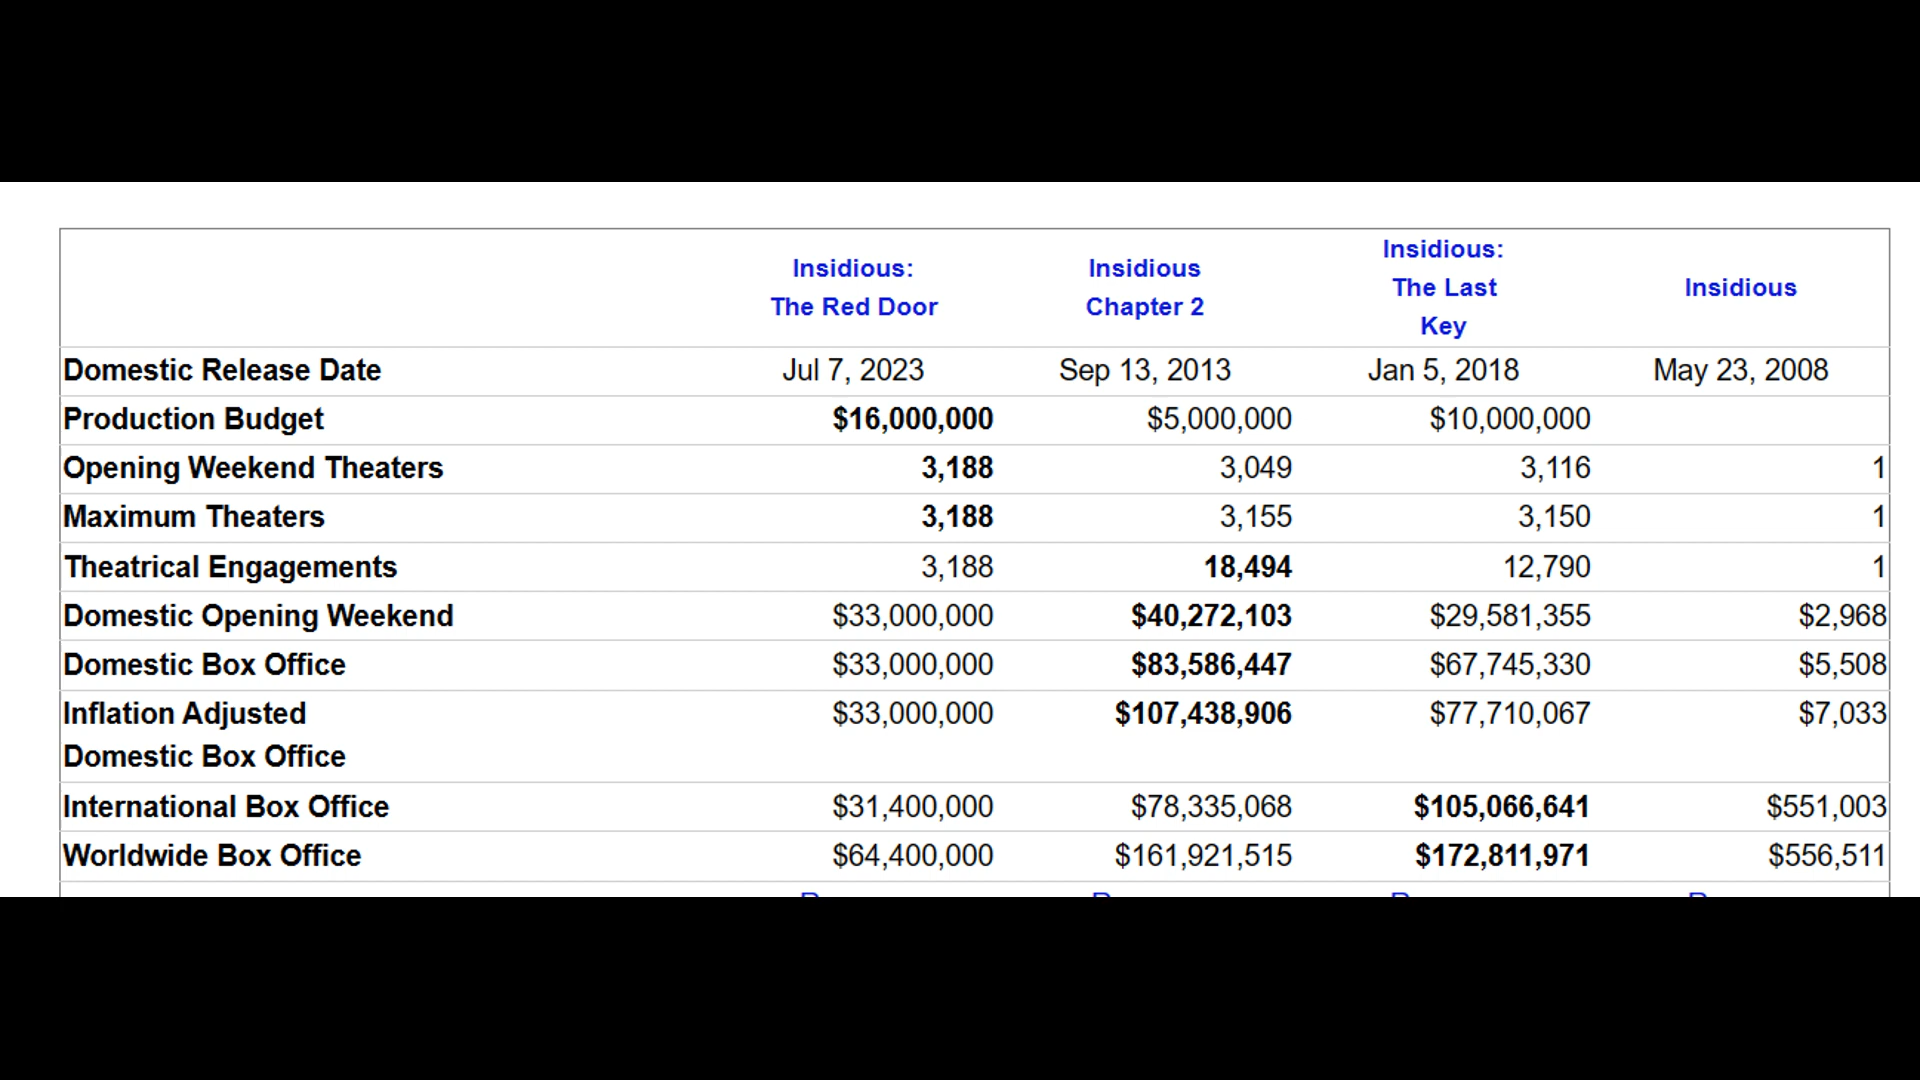 Insidious: The Red Door Insidious Chapter 2 Insidious: The Last Key Insidious
Domestic Release Date Jul 7, 2023 Sep 13, 2013 Jan 5, 2018 May 23, 2008
Production Budget $16,000,000 $5,000,000 $10,000,000
Opening Weekend Theaters 3,188 3,049 3,116 1
Maximum Theaters 3,188 3,155 3,150 1
Theatrical Engagements 3,188 18,494 12,790 1
Domestic Opening Weekend $33,000,000 $40,272,103 $29,581,355 $2,968
Domestic Box Office $33,000,000 $83,586,447 $67,745,330 $5,508
Inflation Adjusted Domestic Box Office $33,000,000 $107,438,906 $77,710,067 $7,033
International Box Office $31,400,000 $78,335,068 $105,066,641 $551,003
Worldwide Box Office $64,400,000 $161,921,515 $172,811,971 $556,511